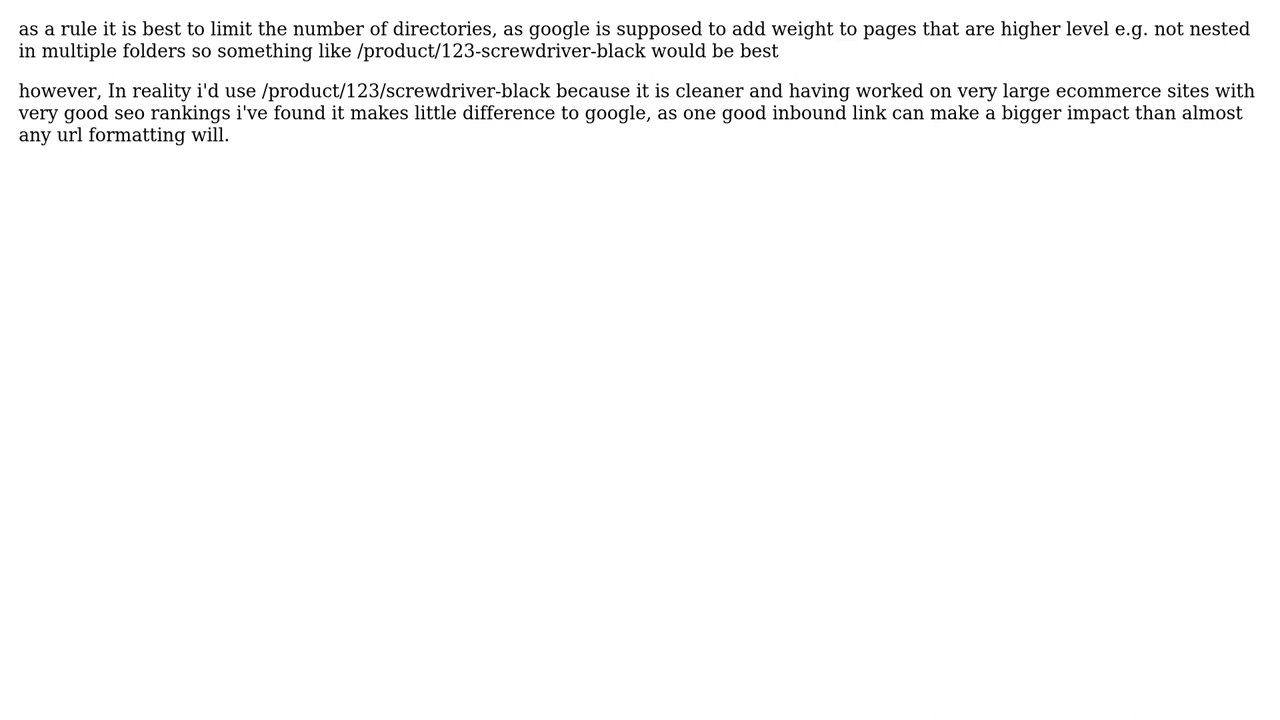 as a rule it is best to limit the number of directories, as google is supposed to add weight to pages that are higher level e.g. not nested
in multiple folders so something like /product/123-screwdriver-black would be best
however, In reality i'd use /product/123/screwdriver-black because it is cleaner and having worked on very large ecommerce sites with
very good seo rankings i've found it makes little difference to google, as one good inbound link can make a bigger impact than almost
any url formatting will.